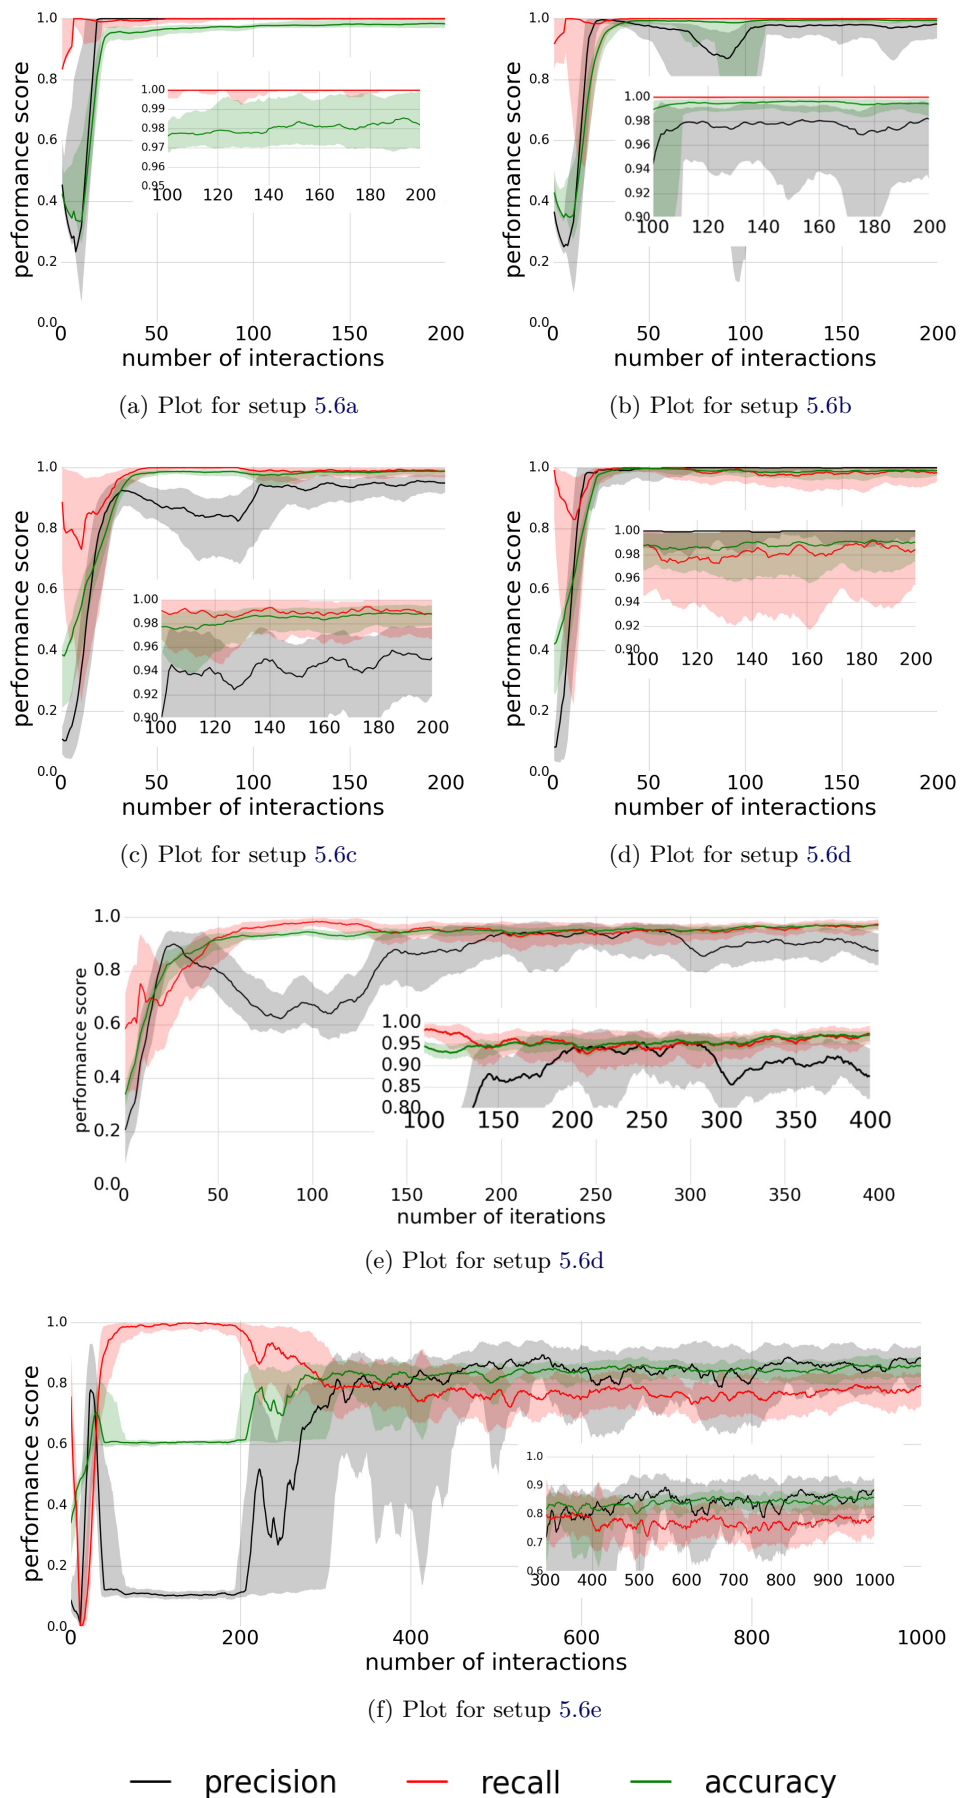 performance score
1.0
0.8
0.6
0.4
0.2
0.0
1.00
0.99
0.98
0.97
0.96
0.95
100 120 140 160 180 200
0 50 100 150 200
number of interactions
(a) Plot for setup 5.6a
performance score
1.0
0.8
0.6
0.4
0.2
0.0
1.00
0.98
0.96
0.94
0.92
0.90
100 120 140 160 180 200
0 50 100 150 200
number of interactions
(b) Plot for setup 5.6b
performance score
1.0
0.8
0.6
0.4
0.2
0.0
1.00
0.98
0.96
0.94
0.92
0.90
100 120 140 160 180 200
0 50 100 150 200
number of interactions
(c) Plot for setup 5.6c
performance score
1.0
0.8
0.6
0.4
0.2
0.0
1.00
0.98
0.96
0.94
0.92
0.90
100 120 140 160 180 200
0 50 100 150 200
number of interactions
(d) Plot for setup 5.6d
performance score
1.0
0.8
0.6
0.4
0.2
0.0
1.00
0.95
0.90
0.85
0.80
100 150 200 250 300 350 400
0 50 100 150 200 250 300 350 400
number of iterations
(e) Plot for setup 5.6d
performance score
1.0
0.8
0.6
0.4
0.2
0.0
1.0
0.9
0.8
0.7
0.6
300 400 500 600 700 800 900 1000
0 200 400 600 800 1000
number of interactions
(f) Plot for setup 5.6e
precision recall accuracy